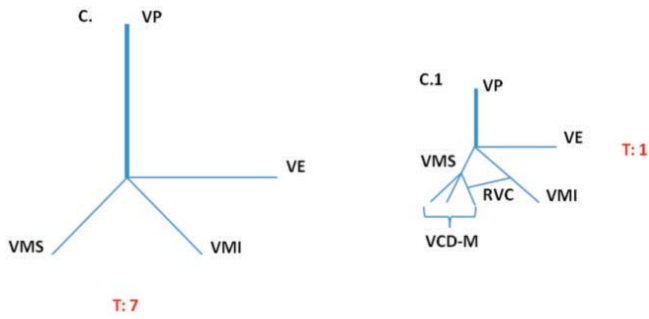 C. VP
VE
VMS
VMI
T: 7
C.1
VP
VE
T: 1
VMS
RVC
VMI
VCD-M